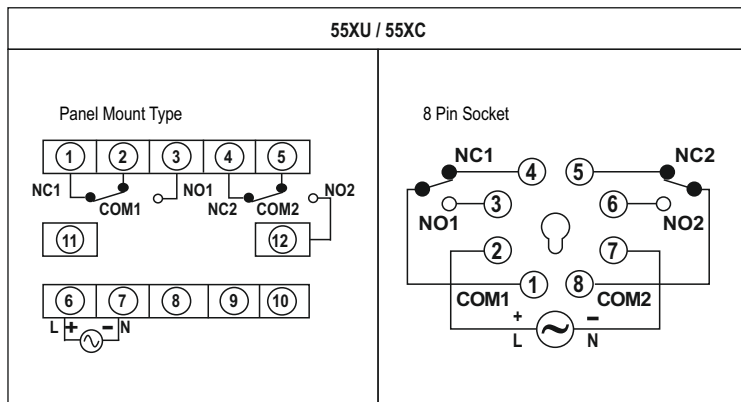 55XU / 55XC
Panel Mount Type
1 2 3 4 5
NC1 COM1 NO1 NC2 COM2 NO2
11 12
6 7 8 9 10
L + - N
8 Pin Socket
NC1 4 5 NC2
NO1 3 6 NO2
2 7
COM1 1 8 COM2
+ -
L N